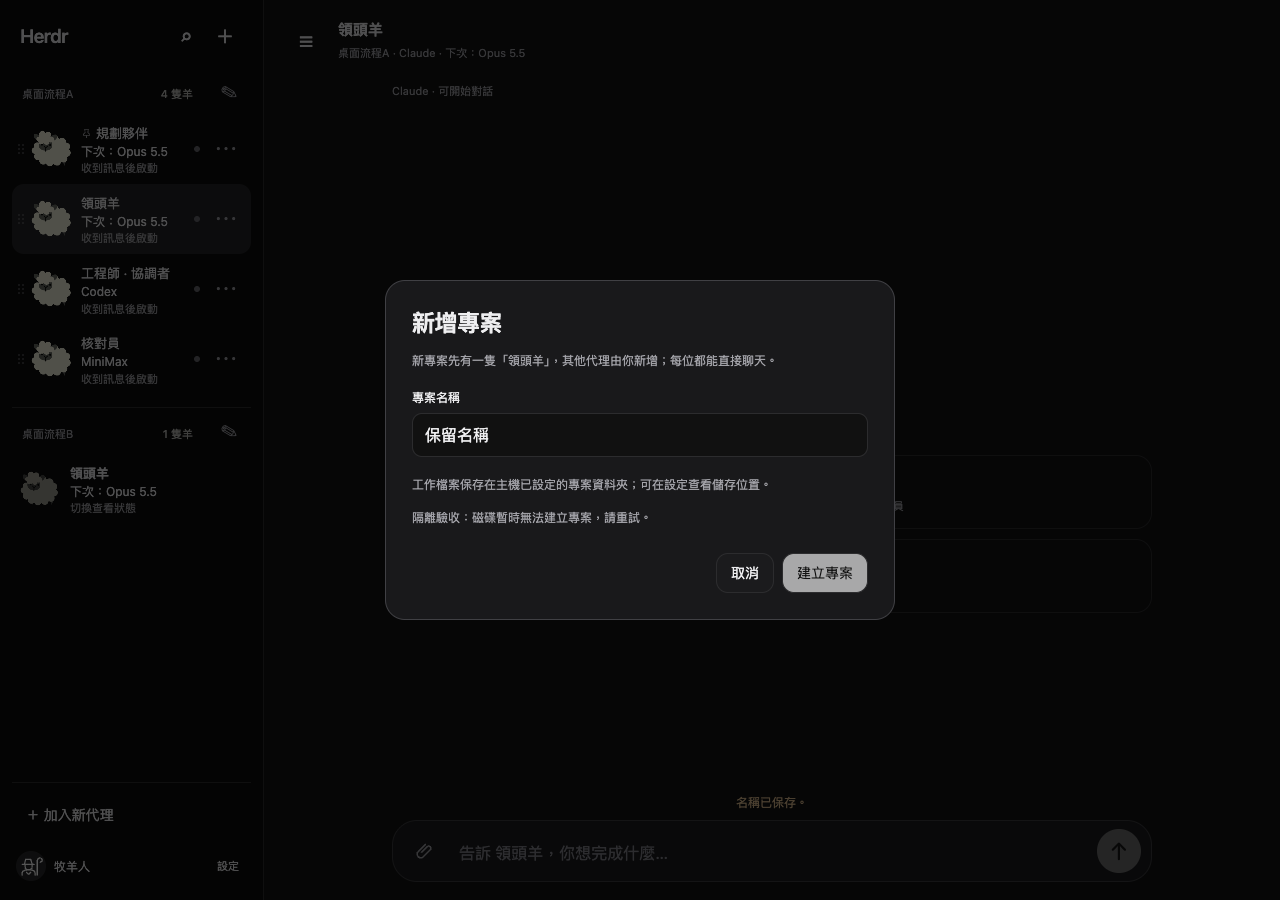 Herdr
桌面流程A
4 隻羊
規劃夥伴
下次：Opus 5.5
收到訊息後啟動
領頭羊
下次：Opus 5.5
收到訊息後啟動
工程師 · 協調者
Codex
收到訊息後啟動
核對員
MiniMax
收到訊息後啟動
桌面流程B
1 隻羊
領頭羊
下次：Opus 5.5
切換查看狀態
+ 加入新代理
牧羊人
設定
領頭羊
桌面流程A · Claude · 下次：Opus 5.5
Claude · 可開始對話
新增專案
新專案先有一隻「領頭羊」，其他代理由你新增；每位都能直接聊天。
專案名稱
保留名稱
工作檔案保存在主機已設定的專案資料夾；可在設定查看儲存位置。
隔離驗收：磁碟暫時無法建立專案，請重試。
取消
建立專案
員
名稱已保存。
告訴 領頭羊，你想完成什麼…